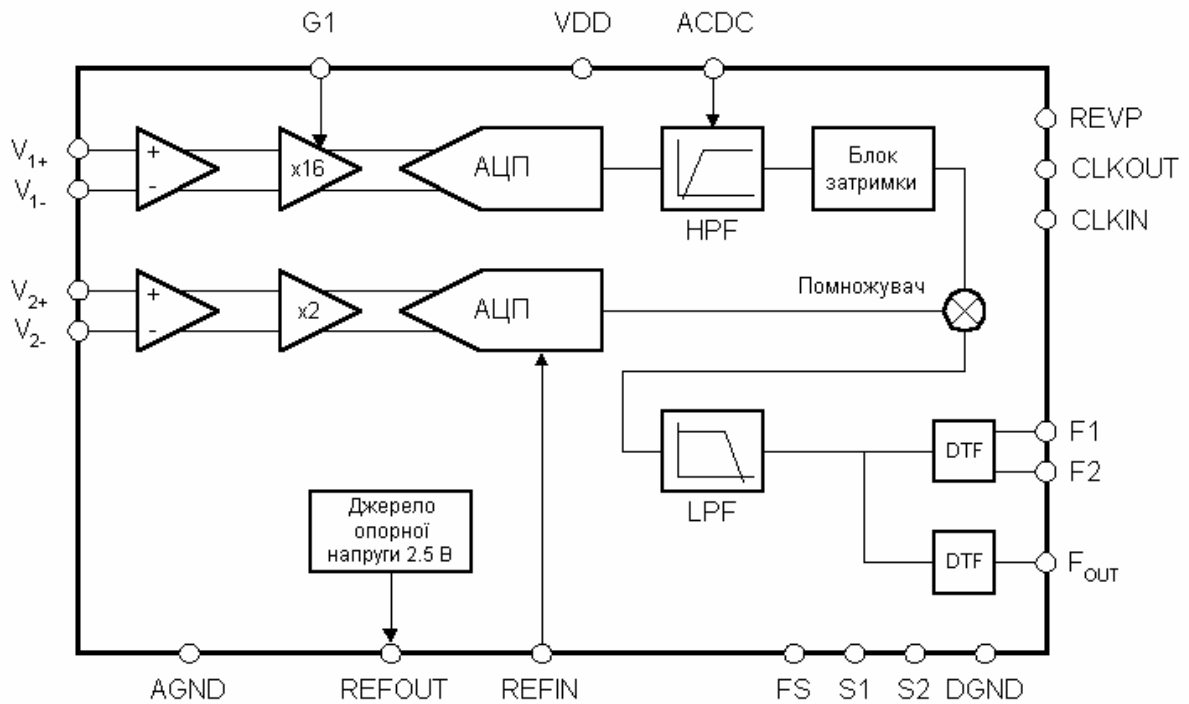 G1 VDD ACDC
REVP
V1+ + x16 АЦП Блок CLKOUT
затримки
V1- -
HPF CLKIN
V2+ + x2 АЦП Помножувач
V2- -
F1
DTF
F2
LPF
Джерело
опорної
напруги 2.5 В
DTF FOUT
AGND REFOUT REFIN FS S1 S2 DGND